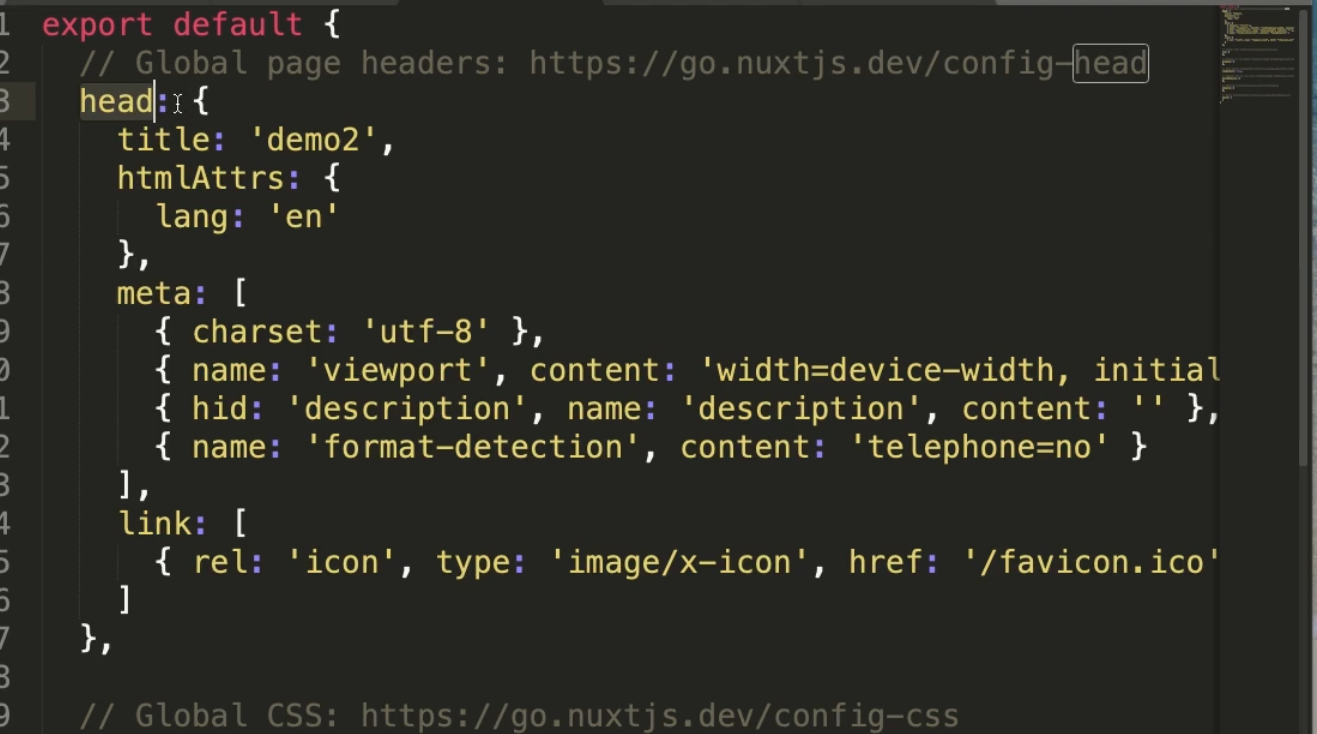 1 export default {
2 // Global page headers: https://go.nuxtjs.dev/config-head
3 head: {
4 title: 'demo2',
5 htmlAttrs: {
6 lang: 'en'
7 },
8 meta: [
9 { charset: 'utf-8' },
0 { name: 'viewport', content: 'width=device-width, initial
1 { hid: 'description', name: 'description', content: '' },
2 { name: 'format-detection', content: 'telephone=no' }
3 ],
4 link: [
5 { rel: 'icon', type: 'image/x-icon', href: '/favicon.ico'
6 ]
7 },
8
9 // Global CSS: https://go.nuxtjs.dev/config-css